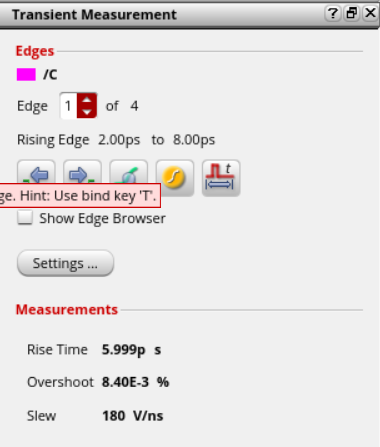 Transient Measurement
Edges
/C
Edge 1 of 4
Rising Edge 2.00ps to 8.00ps
t
ge. Hint: Use bind key 'T'.
Show Edge Browser
Settings ...
Measurements
Rise Time 5.999p s
Overshoot 8.40E-3 %
Slew 180 V/ns